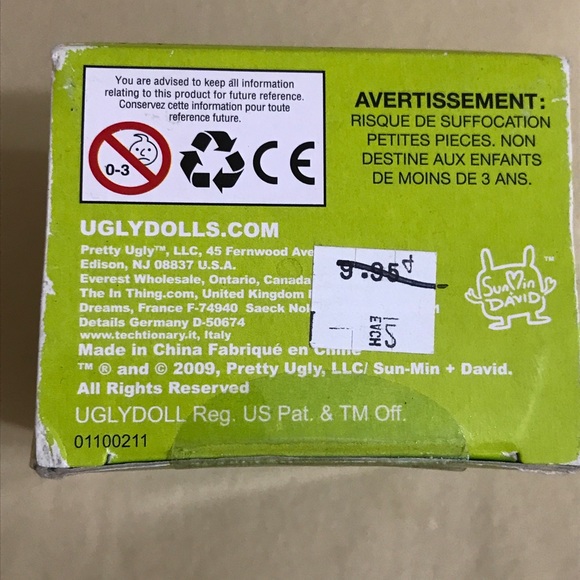 You are advised to keep all information
relating to this product for future reference.
Conservez cette information pour toute
reference future.
0-3
CE
AVERTISSEMENT:
RISQUE DE SUFFOCATION
PETITES PIECES. NON
DESTINE AUX ENFANTS
DE MOINS DE 3 ANS.
UGLYDOLLS.COM
Pretty Ugly™, LLC, 45 Fernwood Ave
Edison, NJ 08837 U.S.A.
Everest Wholesale, Ontario, Canada
The In Thing.com, United Kingdom
Dreams, France F-74940 Saeck Nol
Details Germany D-50674
www.techtionary.it, Italy
Made in China Fabriqué en Chine
™ ® and © 2009, Pretty Ugly, LLC/ Sun-Min + David.
All Rights Reserved
UGLYDOLL Reg. US Pat. & TM Off.
01100211
9.95
EACH
Sun Min
DAVID
™